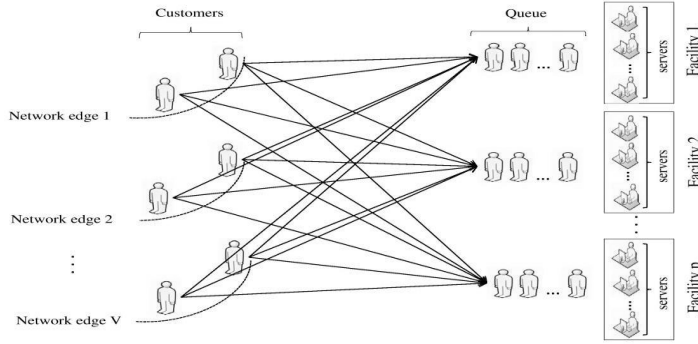 Customers
Queue
Network edge 1
Network edge 2
⋮
Network edge V
...
...
...
servers
Facility 1
servers
Facility 2
...
servers
Facility n